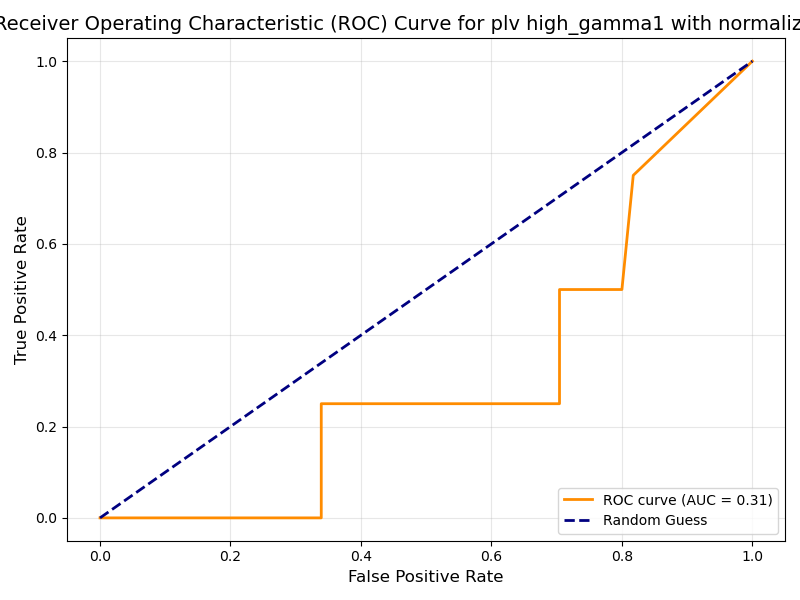 Receiver Operating Characteristic (ROC) Curve for plv high_gamma1 with normaliz
1.0
0.8
0.6
0.4
0.2
0.0
True Positive Rate
0.0 0.2 0.4 0.6 0.8 1.0
False Positive Rate
ROC curve (AUC = 0.31)
Random Guess